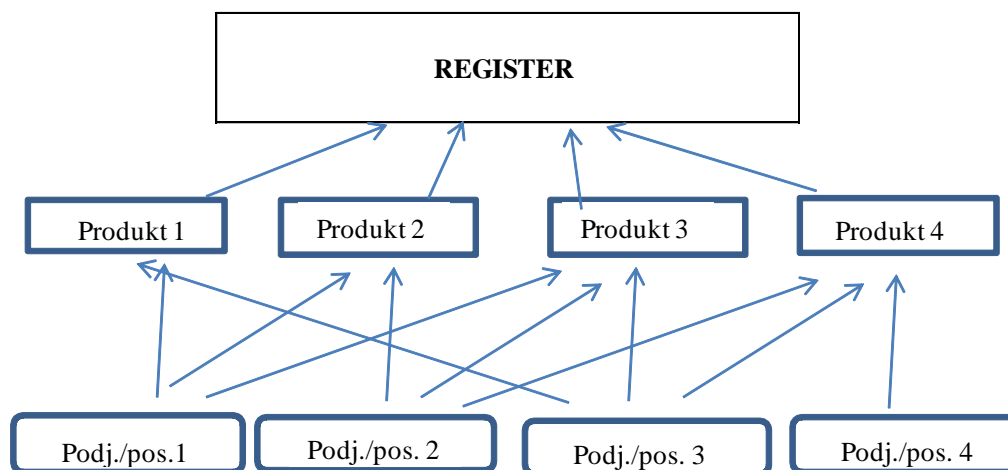 REGISTER
Produkt 1
Produkt 2
Produkt 3
Produkt 4
Podj./pos.1
Podj./pos. 2
Podj./pos. 3
Podj./pos. 4